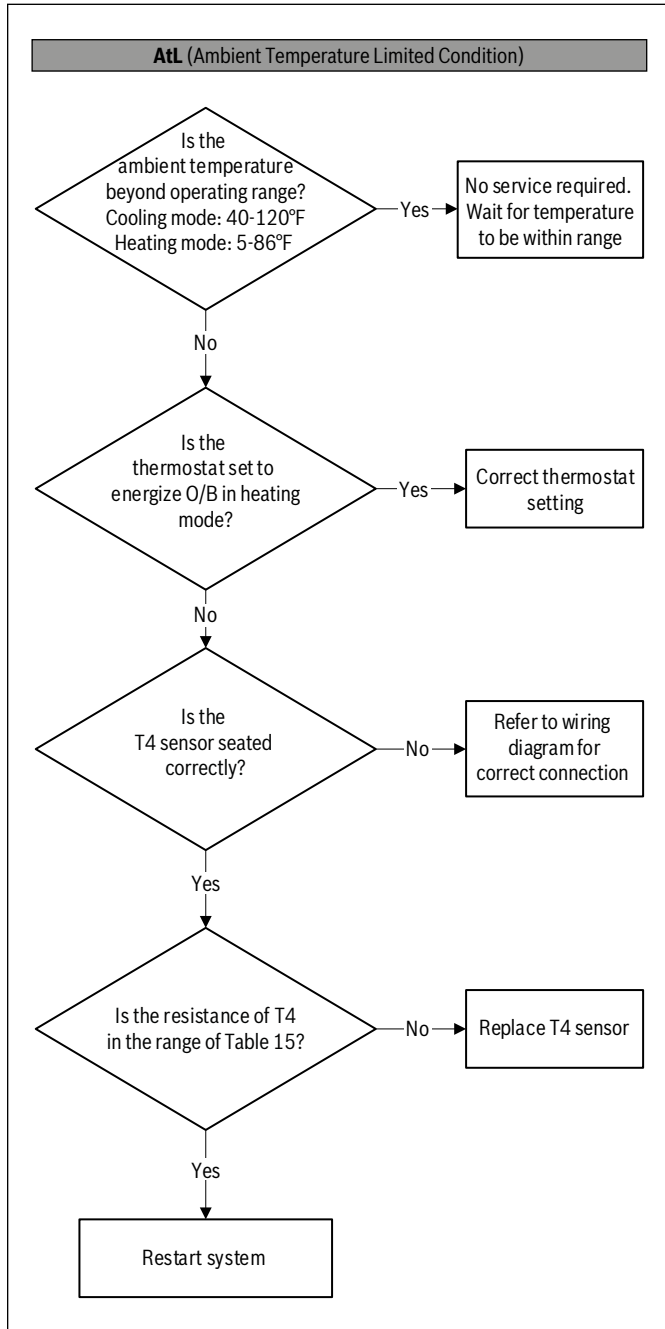 AtL (Ambient Temperature Limited Condition)
Is the
ambient temperature
beyond operating range?
Cooling mode: 40-120°F
Heating mode: 5-86°F
Yes
No service required.
Wait for temperature
to be within range
No
Is the
thermostat set to
energize O/B in heating
mode?
Yes
Correct thermostat
setting
No
Is the
T4 sensor seated
correctly?
No
Refer to wiring
diagram for
correct connection
Yes
Is the resistance of T4
in the range of Table 15?
No
Replace T4 sensor
Yes
Restart system